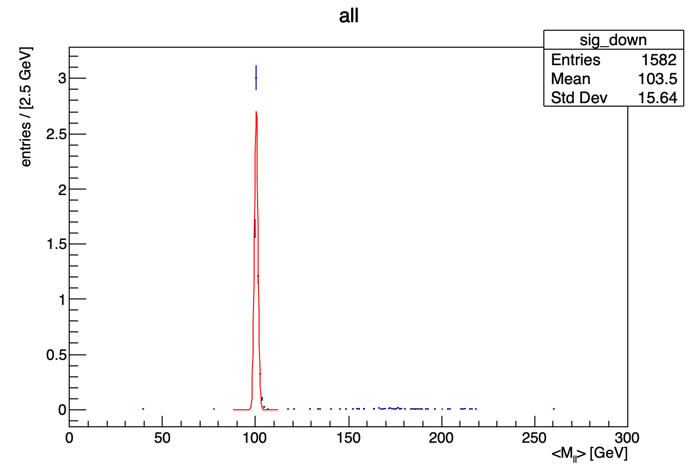 all
sig_down
Entries 1582
Mean 103.5
Std Dev 15.64
entries / [2.5 GeV]
3
2.5
2
1.5
1
0.5
0
0 50 100 150 200 250 300
<M_ll> [GeV]